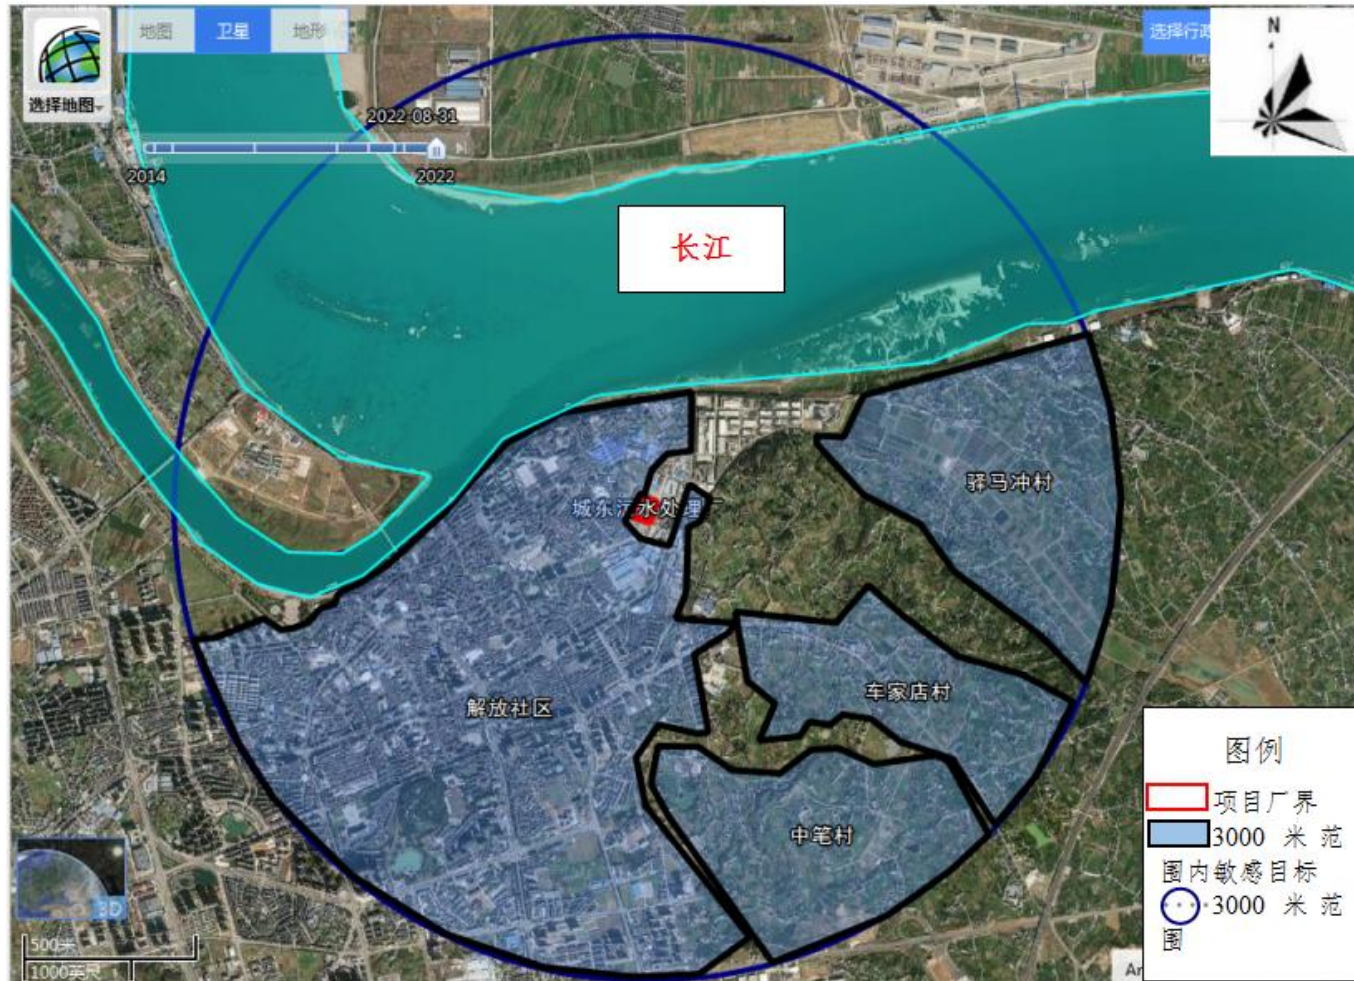 地图 卫星 地形
选择行政
N
选择地图
2022-08-31
2014 2022
长江
驿马冲村
城东污水处理厂
车家店村
解放社区
中笔村
图例
项目厂界
3000 米 范
围内敏感目标
3000 米 范
围
3D
500米
1000英尺
Ar